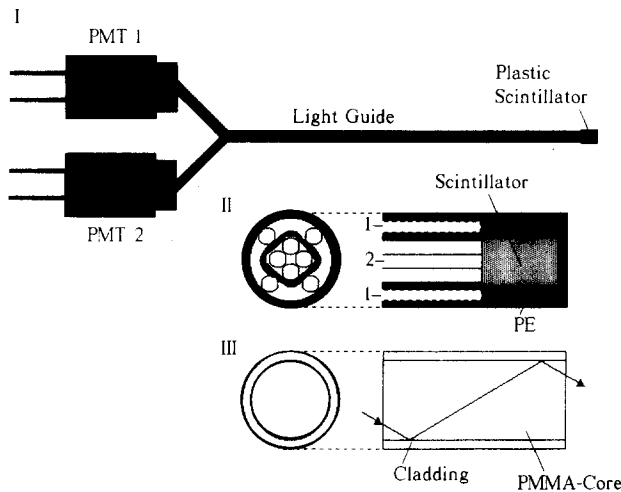 I
PMT 1
Plastic
Scintillator
Light Guide
PMT 2
Scintillator
II
1
2
1
PE
III
Cladding
PMMA-Core